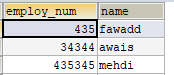 employ_num name
435 fawadd
34344 awais
435345 mehdi